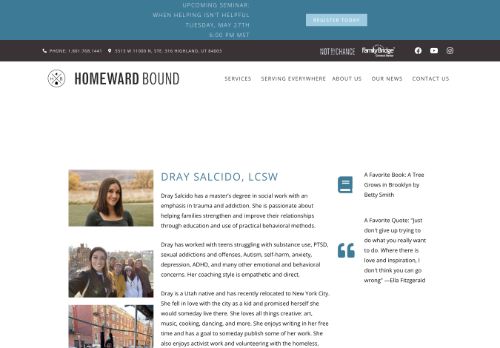 UPCOMING SEMINAR:
WHEN HELPING ISN'T HELPFUL
TUESDAY, MAY 27TH
6:00 PM MST
REGISTER TODAY
PHONE: 1.801.768.1441
5513 W 11000 N, STE. 316 HIGHLAND, UT 84003
NOT BY CHANCE
FamilyBridge
HOMEWARD BOUND
SERVICES
SERVING EVERYWHERE
ABOUT US
OUR NEWS
CONTACT US
DRAY SALCIDO, LCSW
Dray Salcido has a master's degree in social work with an
emphasis in trauma and addiction. She is passionate about
helping families strengthen and improve their relationships
through education and use of practical behavioral methods.
Dray has worked with teens struggling with substance use, PTSD,
sexual addictions and offenses, Autism, self-harm, anxiety,
depression, ADHD, and many other emotional and behavioral
concerns. Her coaching style is empathetic and direct.
Dray is a Utah native and has recently relocated to New York City.
She fell in love with the city as a kid and promised herself she
would someday live there. She loves all things creative: art,
music, cooking, dancing, and more. She enjoys writing in her free
time and has a goal to someday publish some of her work. She
also enjoys activist work and volunteering with the homeless.
A Favorite Book: A Tree
Grows in Brooklyn by
Betty Smith
A Favorite Quote: "Just
don't give up trying to
do what you really want
to do. Where there is
love and inspiration, I
don't think you can go
wrong" —Ella Fitzgerald